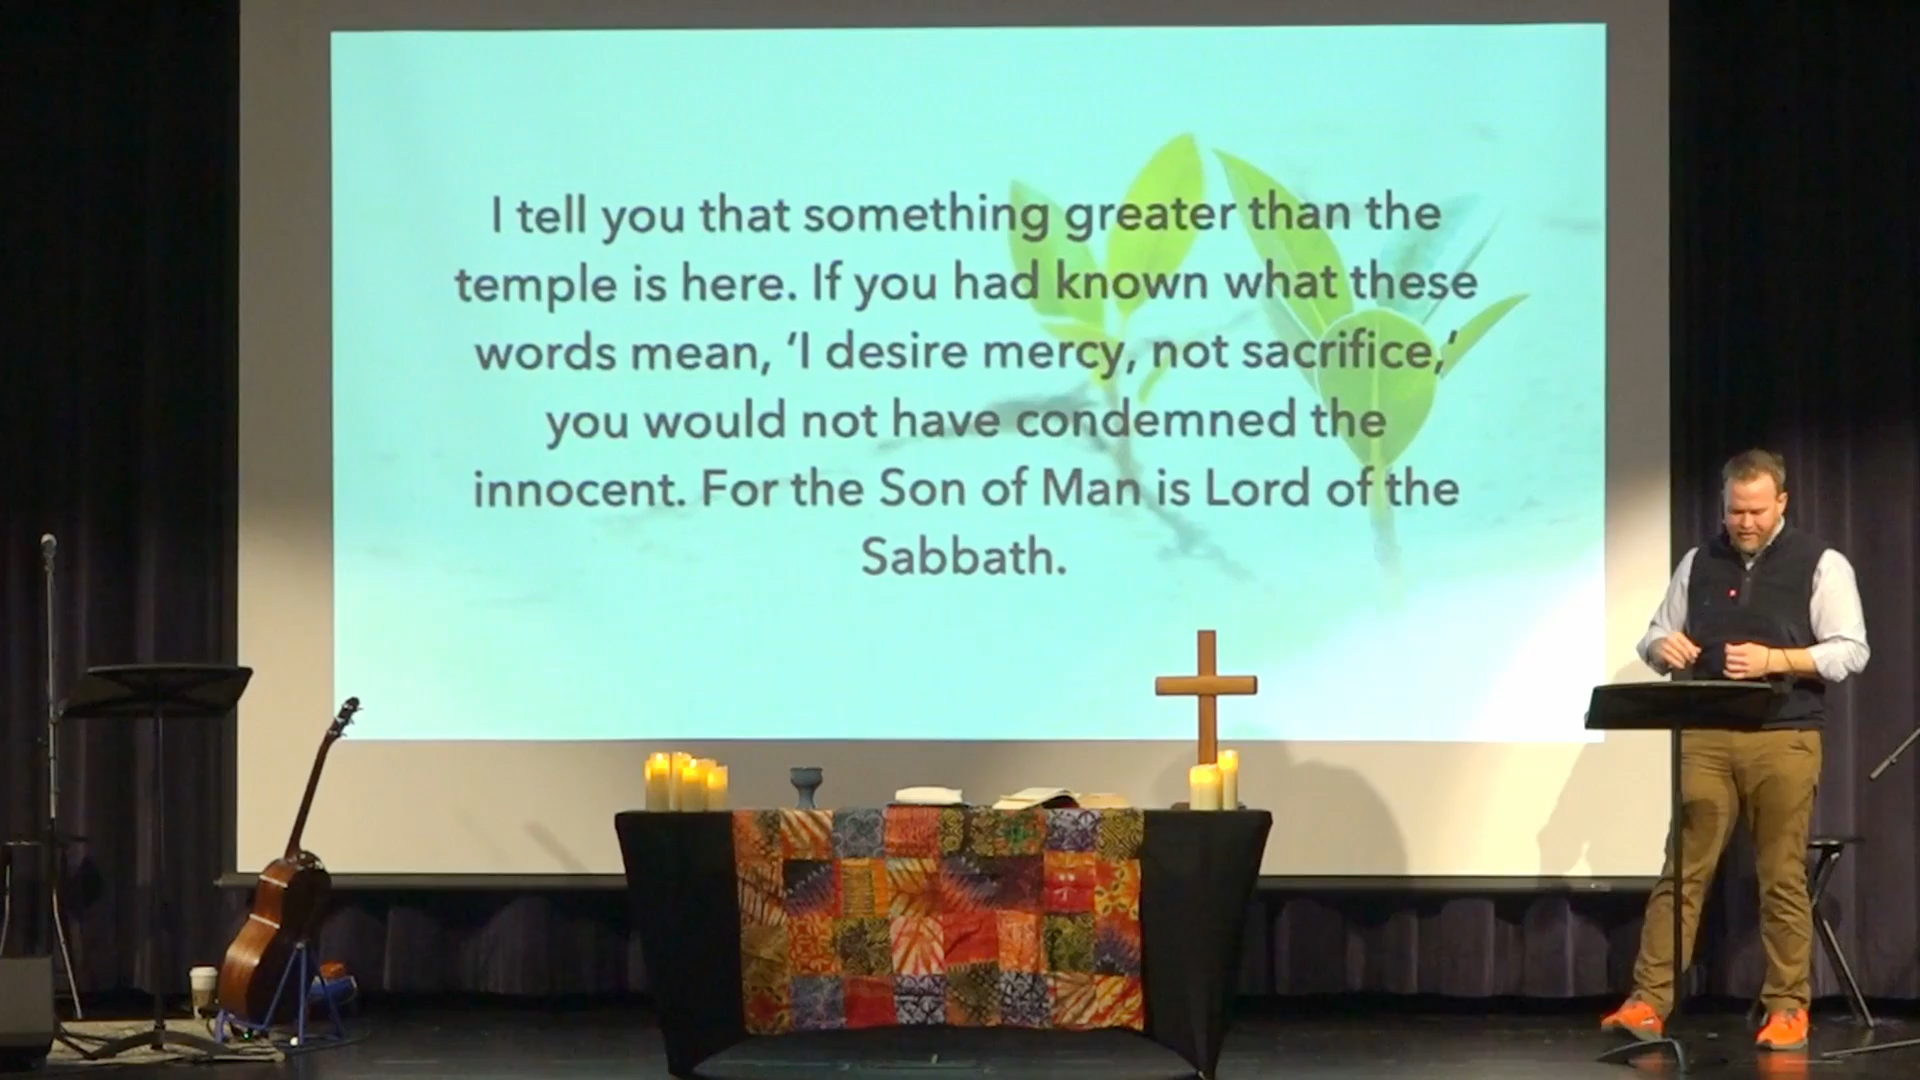 I tell you that something greater than the
temple is here. If you had known what these
words mean, ‘I desire mercy, not sacrifice,’
you would not have condemned the
innocent. For the Son of Man is Lord of the
Sabbath.